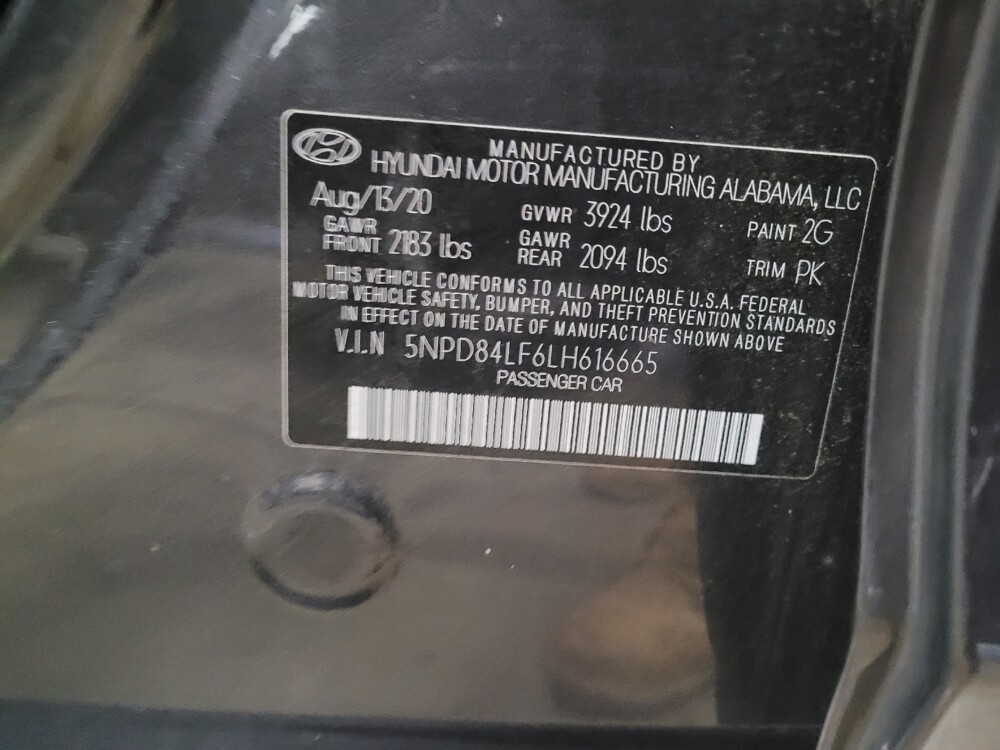 MANUFACTURED BY
HYUNDAI MOTOR MANUFACTURING ALABAMA, LLC
Aug/13/20 GVWR 3924 lbs PAINT 2G
GAWR FRONT 2183 lbs GAWR REAR 2094 lbs TRIM PK
THIS VEHICLE CONFORMS TO ALL APPLICABLE U.S.A. FEDERAL
MOTOR VEHICLE SAFETY, BUMPER, AND THEFT PREVENTION STANDARDS
IN EFFECT ON THE DATE OF MANUFACTURE SHOWN ABOVE
V.I.N 5NPD84LF6LH616665
PASSENGER CAR